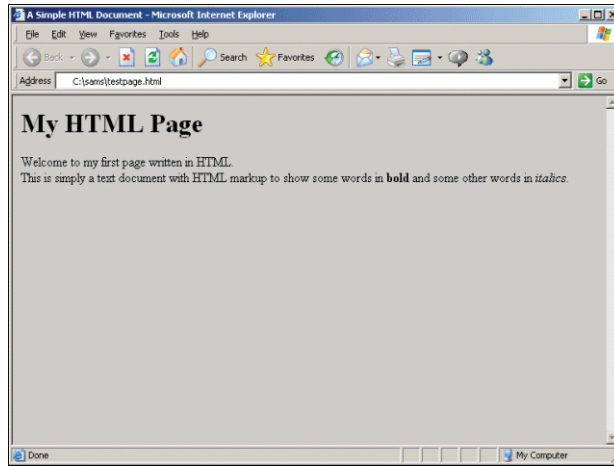 A Simple HTML Document - Microsoft Internet Explorer
File Edit View Favorites Tools Help
Back Search Favorites
Address C:\sams\testpage.html Go
My HTML Page
Welcome to my first page written in HTML.
This is simply a text document with HTML markup to show some words in bold and some other words in italics.
Done My Computer